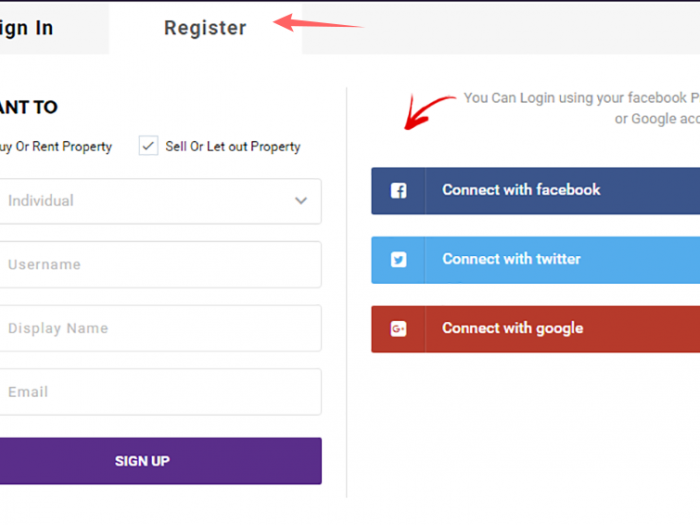 ign In
Register
ANT TO
uy Or Rent Property
Sell Or Let out Property
Individual
Username
Display Name
Email
SIGN UP
You Can Login using your facebook P
or Google acc
Connect with facebook
Connect with twitter
Connect with google